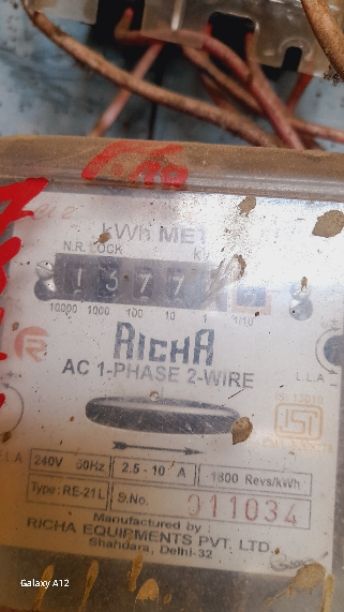 kWh MET
N.R. LOCK
1 3 7 7
10000 1000 100 10 1 1/10
RICHA
AC 1-PHASE 2-WIRE
ISI
240V 50Hz 2.5-10 A 1800 Revs/kWh
Type: RE-21L S.No. 011034
Manufactured by :
RICHA EQUIPMENTS PVT. LTD.
Shahdara, Delhi-32
Galaxy A12